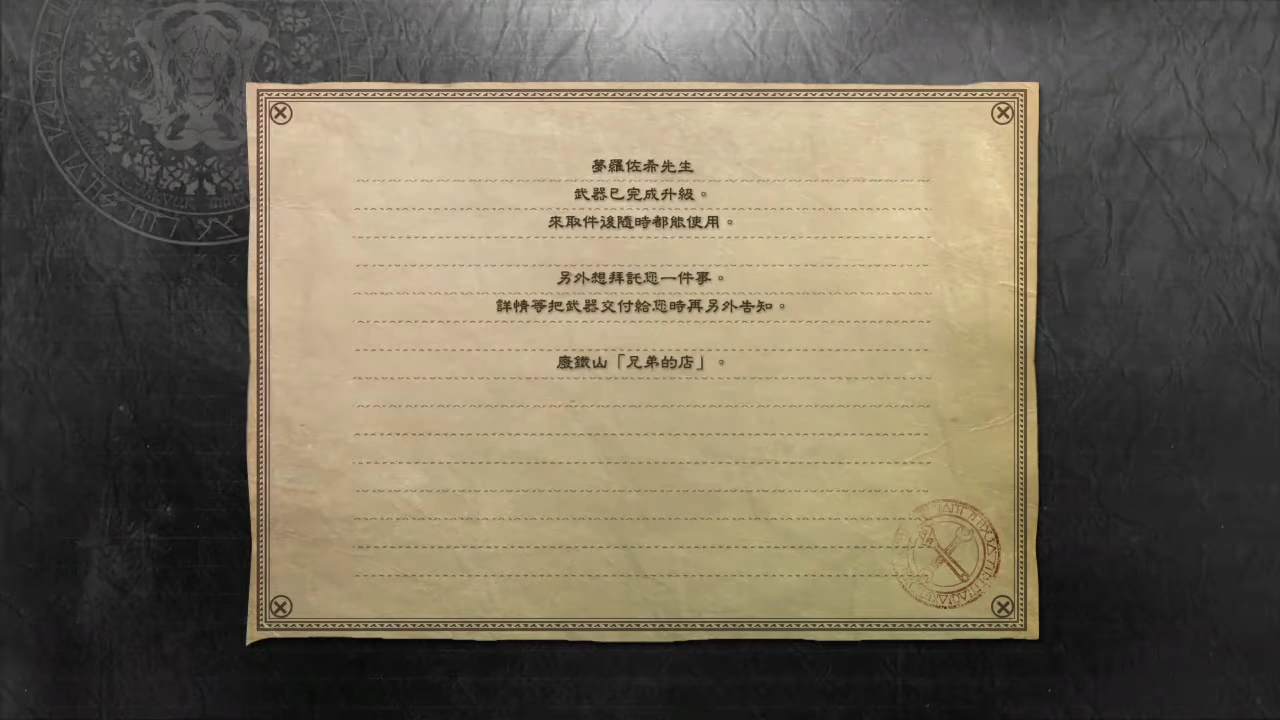 夢羅佐希先生
武器已完成升級。
來取件後隨時都能使用。
另外想拜託您一件事。
詳情等把武器交付給您時再另外告知。
廢鐵山「兄弟的店」。